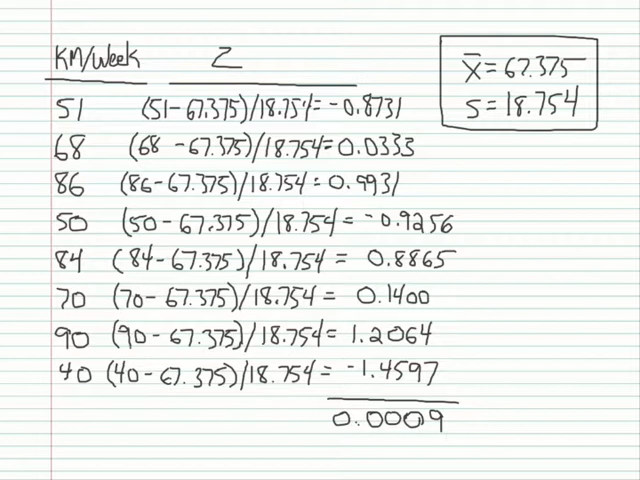 KM/Week Z
x̄ = 67.375
s = 18.754
51 (51-67.375)/18.754= -0.8731
68 (68 -67.375)/18.754= 0.0333
86 (86-67.375)/18.754= 0.9931
50 (50-67.375)/18.754= -0.9256
84 (84-67.375)/18.754= 0.8865
70 (70-67.375)/18.754= 0.1400
90 (90-67.375)/18.754= 1.2064
40 (40-67.375)/18.754= -1.4597
0.0009